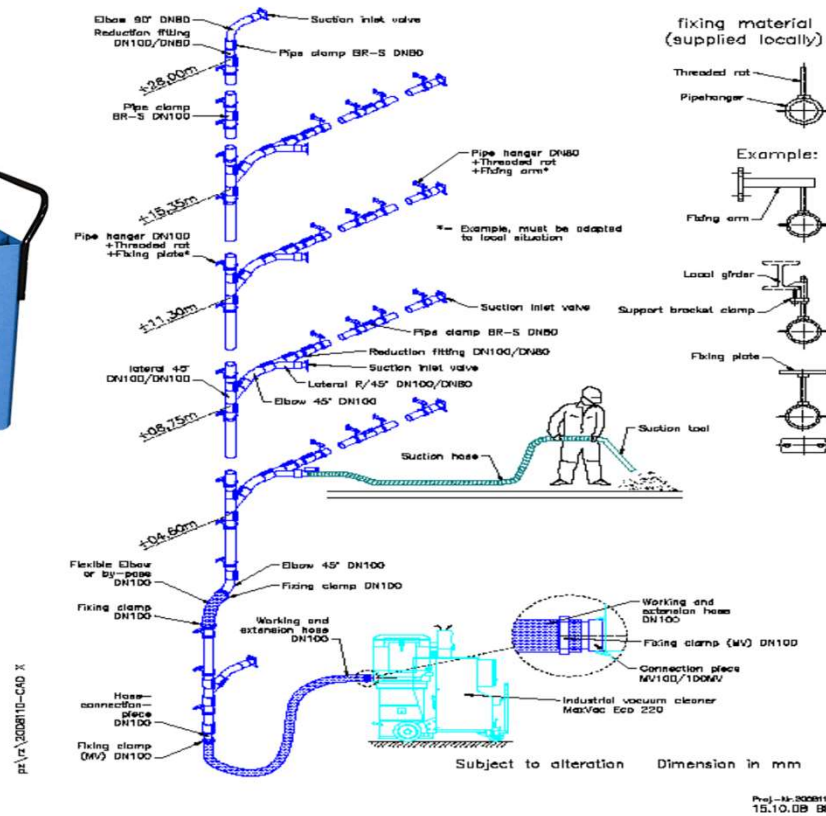 Elbow 90° DN80
Suction inlet valve
Reduction fitting
DN100/DN80
Pipe clamp BR-S DN80
+28,00m
Pipe clamp
BR-S DN100
Pipe hanger DN80
+Threaded rot
+Fixing arm*
+15,35m
*= Example, must be adapted
to local situation
Pipe hanger DN100
+Threaded rot
+Fixing plate*
+11,30m
Suction inlet valve
Pipe clamp BR-S DN80
Reduction fitting DN100/DN80
lateral 45°
DN100/DN100
Suction inlet valve
Lateral R/45° DN100/DN80
Elbow 45° DN100
+08,75m
Suction tool
Suction hose
+04,60m
Flexible Elbow
or by-pass
DN100
Elbow 45° DN100
Fixing clamp DN100
Fixing clamp
DN100
Working and
extension hose
DN100
Working and
extension hose
DN100
Fixing clamp (MV) DN100
Connection piece
MV100/100MV
Hose-
connection-
piece
DN100
Industrial vacuum cleaner
MaxVac Eco 220
Fixing clamp
(MV) DN100
Subject to alteration Dimension in mm
fixing material
(supplied locally)
Threaded rot
Pipehanger
Example:
Fixing arm
Local girder
Support bracket clamp
Fixing plate
pz\rz\2008110-CAD X
15.10.08